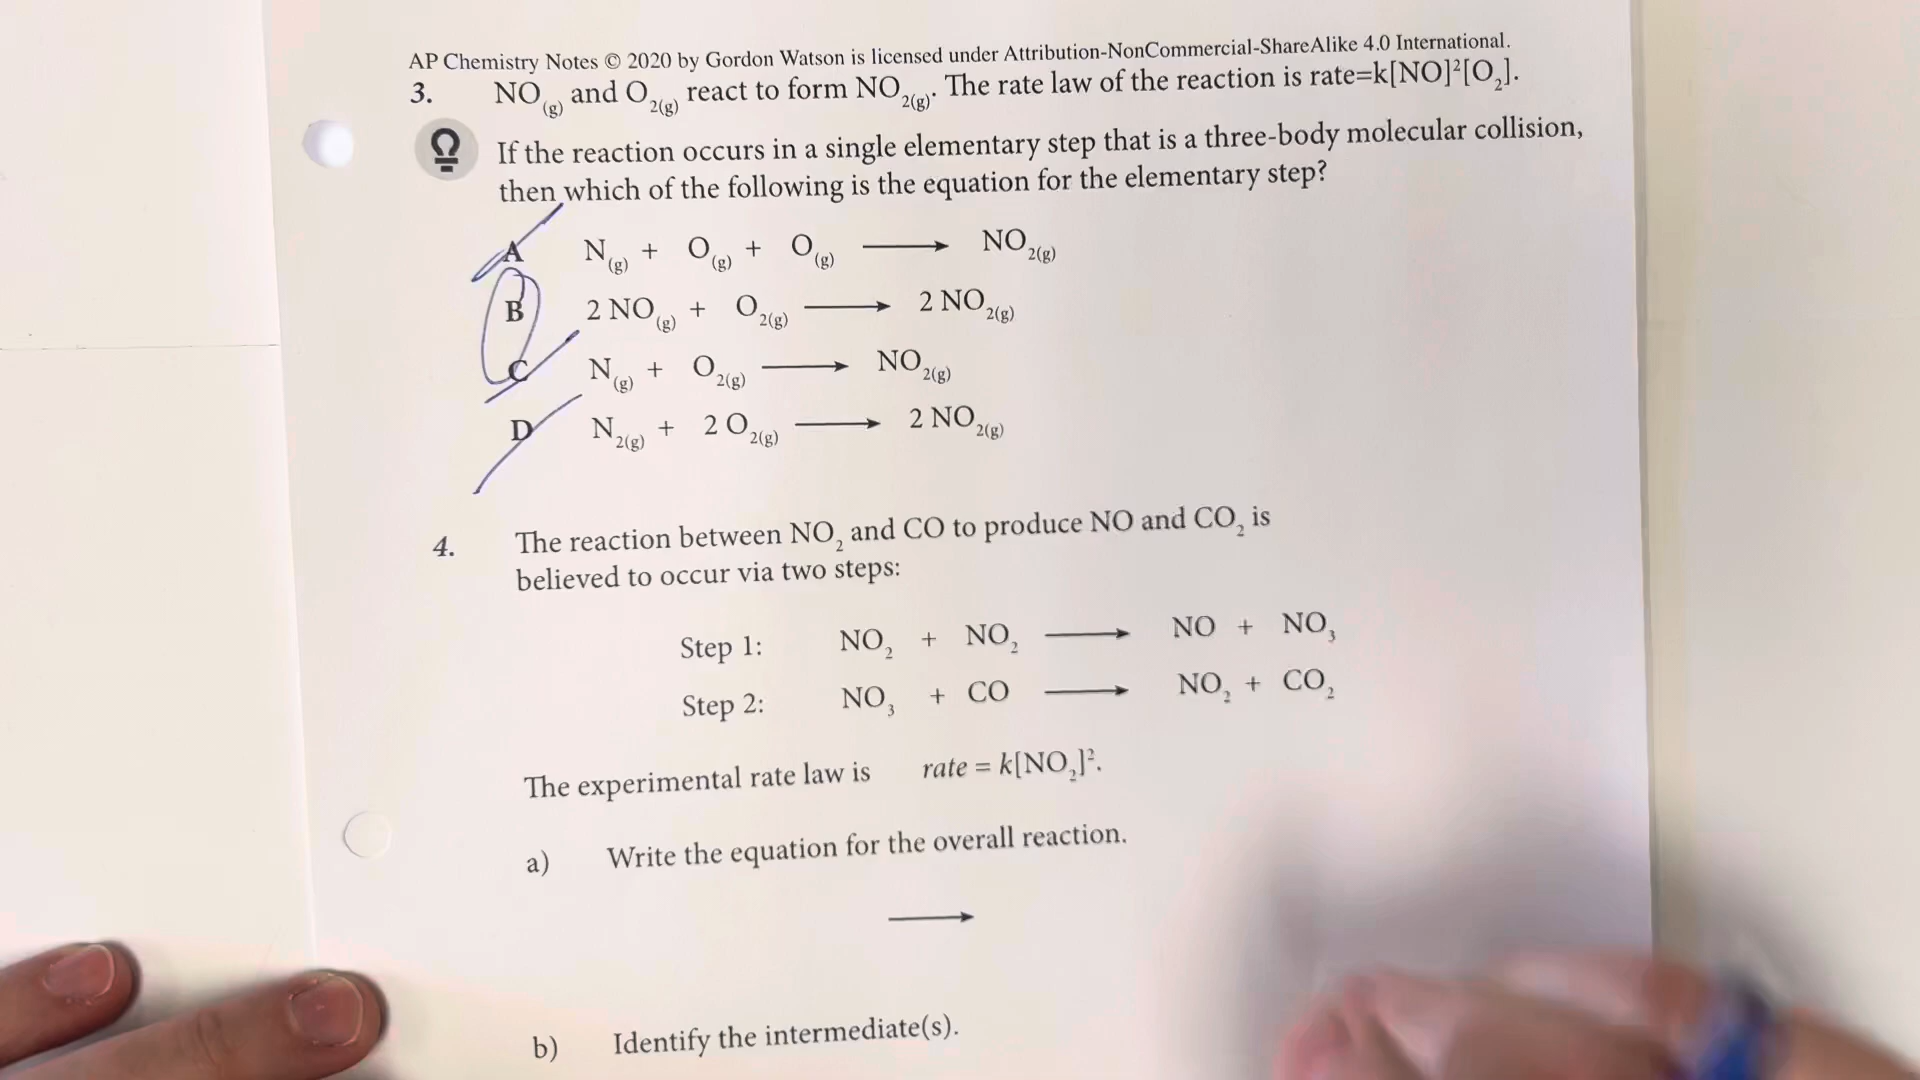 AP Chemistry Notes © 2020 by Gordon Watson is licensed under Attribution-NonCommercial-ShareAlike 4.0 International.
3. NO(g) and O₂(g) react to form NO₂(g). The rate law of the reaction is rate=k[NO]²[O₂].
If the reaction occurs in a single elementary step that is a three-body molecular collision,
then which of the following is the equation for the elementary step?
A N(g) + O(g) + O(g) ⟶ NO₂(g)
B 2 NO(g) + O₂(g) ⟶ 2 NO₂(g)
C N(g) + O₂(g) ⟶ NO₂(g)
D N₂(g) + 2 O₂(g) ⟶ 2 NO₂(g)
4. The reaction between NO₂ and CO to produce NO and CO₂ is
believed to occur via two steps:
Step 1: NO₂ + NO₂ ⟶ NO + NO₃
Step 2: NO₃ + CO ⟶ NO₂ + CO₂
The experimental rate law is rate = k[NO₂]².
a) Write the equation for the overall reaction.
⟶
b) Identify the intermediate(s).